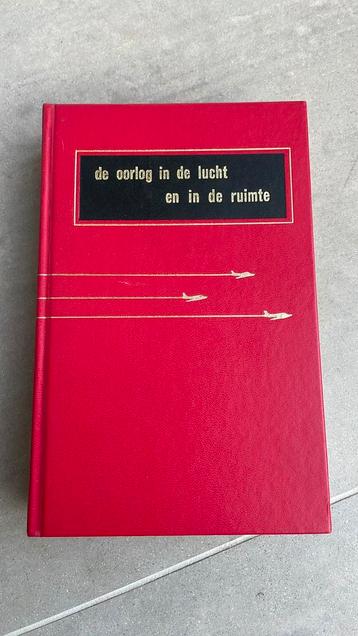 de oorlog in de lucht
en in de ruimte